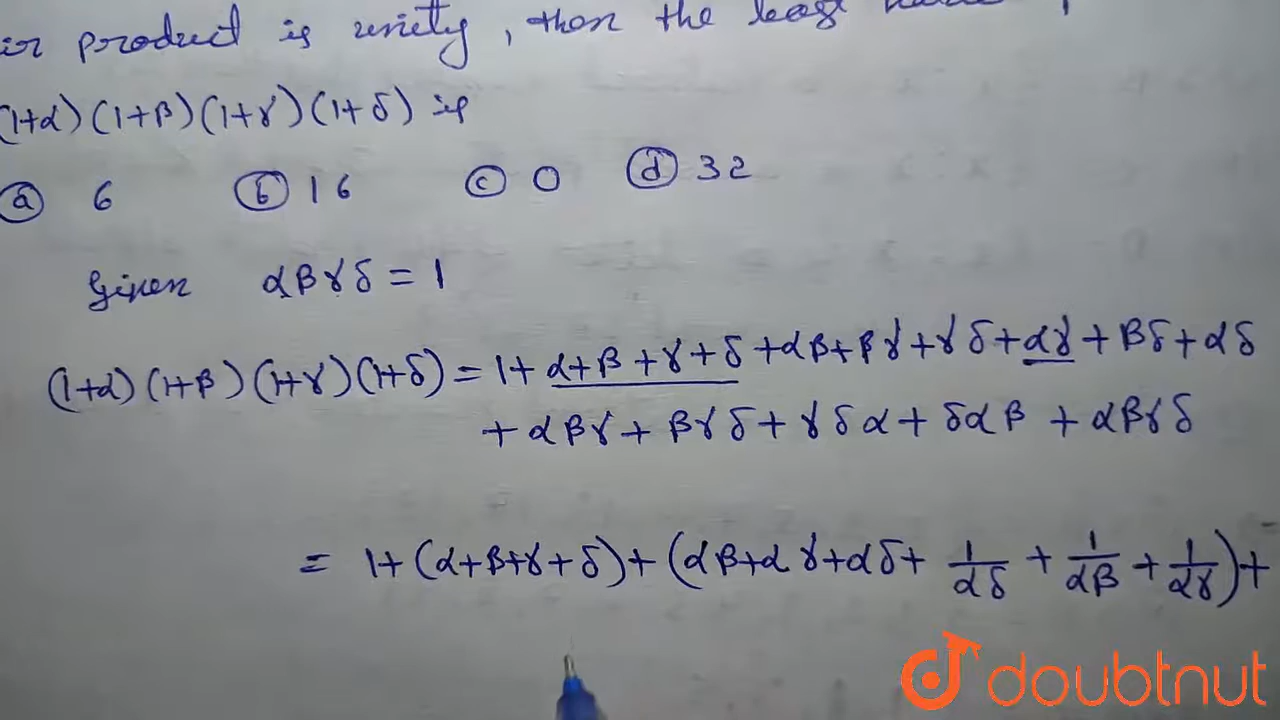 ir product is unity, then the least
(1+α)(1+β)(1+γ)(1+δ) is
ⓐ 6 ⓑ 16 ⓒ 0 ⓓ 32
Given αβγδ = 1
(1+α)(1+β)(1+γ)(1+δ) = 1 + α+β+γ+δ + αβ+βγ+γδ+αγ+βδ+αδ
+ αβγ + βγδ + γδα + δαβ + αβγδ
= 1+(α+β+γ+δ)+(αβ+αγ+αδ+ 1/αδ + 1/αβ + 1/αγ)+
doubtnut